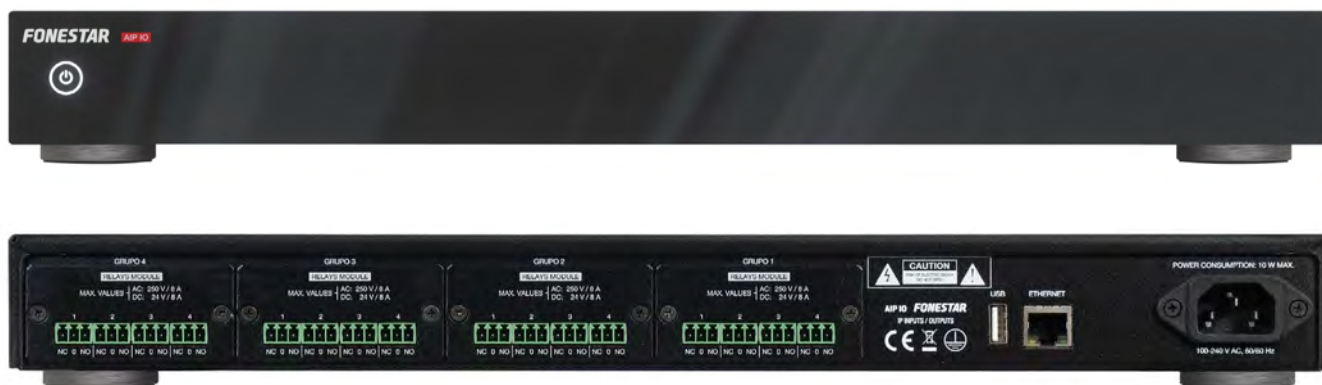 FONESTAR AIP IO
GRUPO 4
RELAYS MODULE
MAX. VALUES AC: 250 V / 8 A
DC: 24 V / 8 A
1 2 3 4
NC 0 NO NC 0 NO NC 0 NO NC 0 NO
GRUPO 3
RELAYS MODULE
MAX. VALUES AC: 250 V / 8 A
DC: 24 V / 8 A
1 2 3 4
NC 0 NO NC 0 NO NC 0 NO NC 0 NO
GRUPO 2
RELAYS MODULE
MAX. VALUES AC: 250 V / 8 A
DC: 24 V / 8 A
1 2 3 4
NC 0 NO NC 0 NO NC 0 NO NC 0 NO
GRUPO 1
RELAYS MODULE
MAX. VALUES AC: 250 V / 8 A
DC: 24 V / 8 A
1 2 3 4
NC 0 NO NC 0 NO NC 0 NO NC 0 NO
CAUTION
AIP IO FONESTAR
IP INPUTS / OUTPUTS
CE
USB
ETHERNET
POWER CONSUMPTION: 10 W MAX.
100-240 V AC, 50/60 Hz